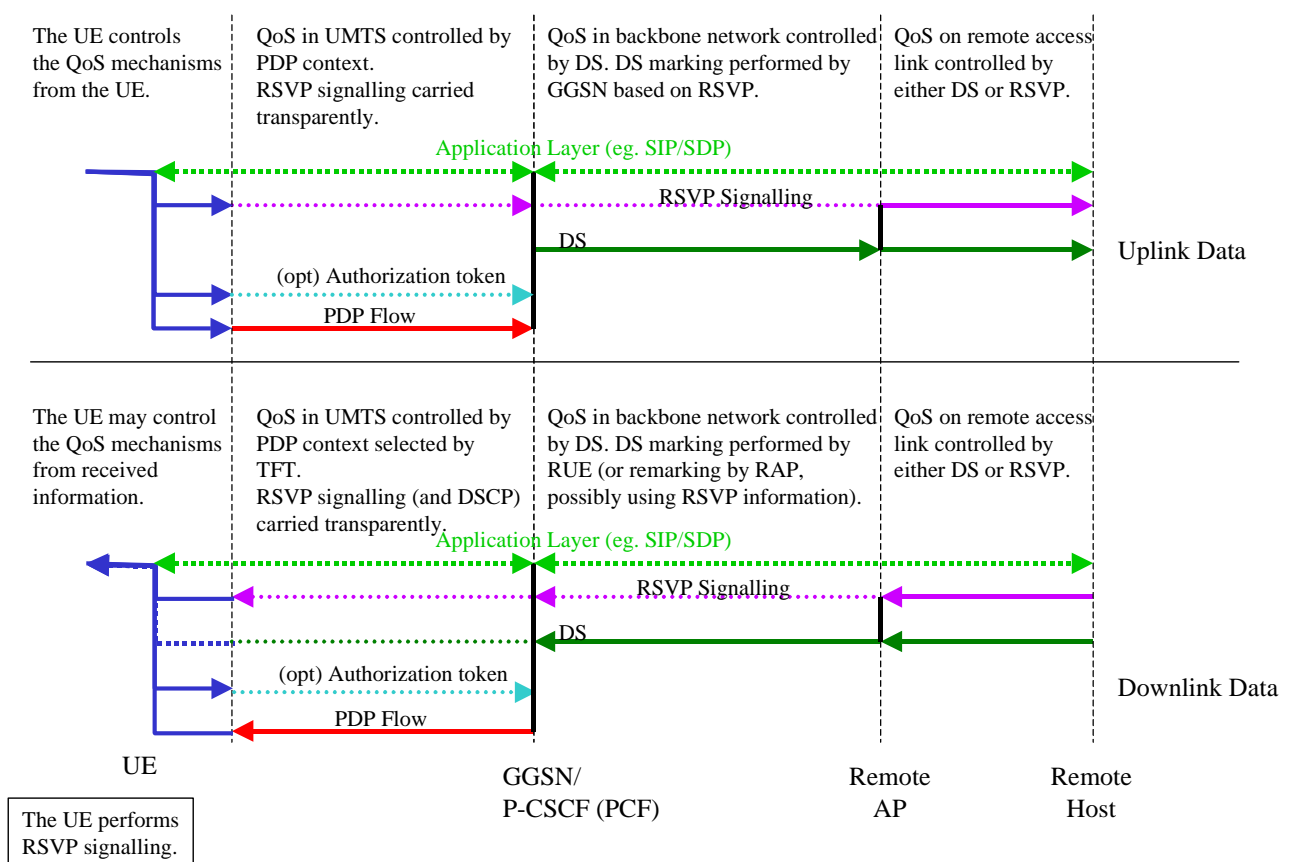 The UE controls
the QoS mechanisms
from the UE.
QoS in UMTS controlled by
PDP context.
RSVP signalling carried
transparently.
QoS in backbone network controlled
by DS. DS marking performed by
GGSN based on RSVP.
QoS on remote access
link controlled by
either DS or RSVP.
Application Layer (eg. SIP/SDP)
RSVP Signalling
DS
Uplink Data
(opt) Authorization token
PDP Flow
The UE may control
the QoS mechanisms
from received
information.
QoS in UMTS controlled by
PDP context selected by
TFT.
RSVP signalling (and DSCP)
carried transparently.
QoS in backbone network controlled
by DS. DS marking performed by
RUE (or remarking by RAP,
possibly using RSVP information).
QoS on remote access
link controlled by
either DS or RSVP.
Application Layer (eg. SIP/SDP)
RSVP Signalling
DS
(opt) Authorization token
Downlink Data
PDP Flow
UE
GGSN/
P-CSCF (PCF)
Remote
AP
Remote
Host
The UE performs
RSVP signalling.